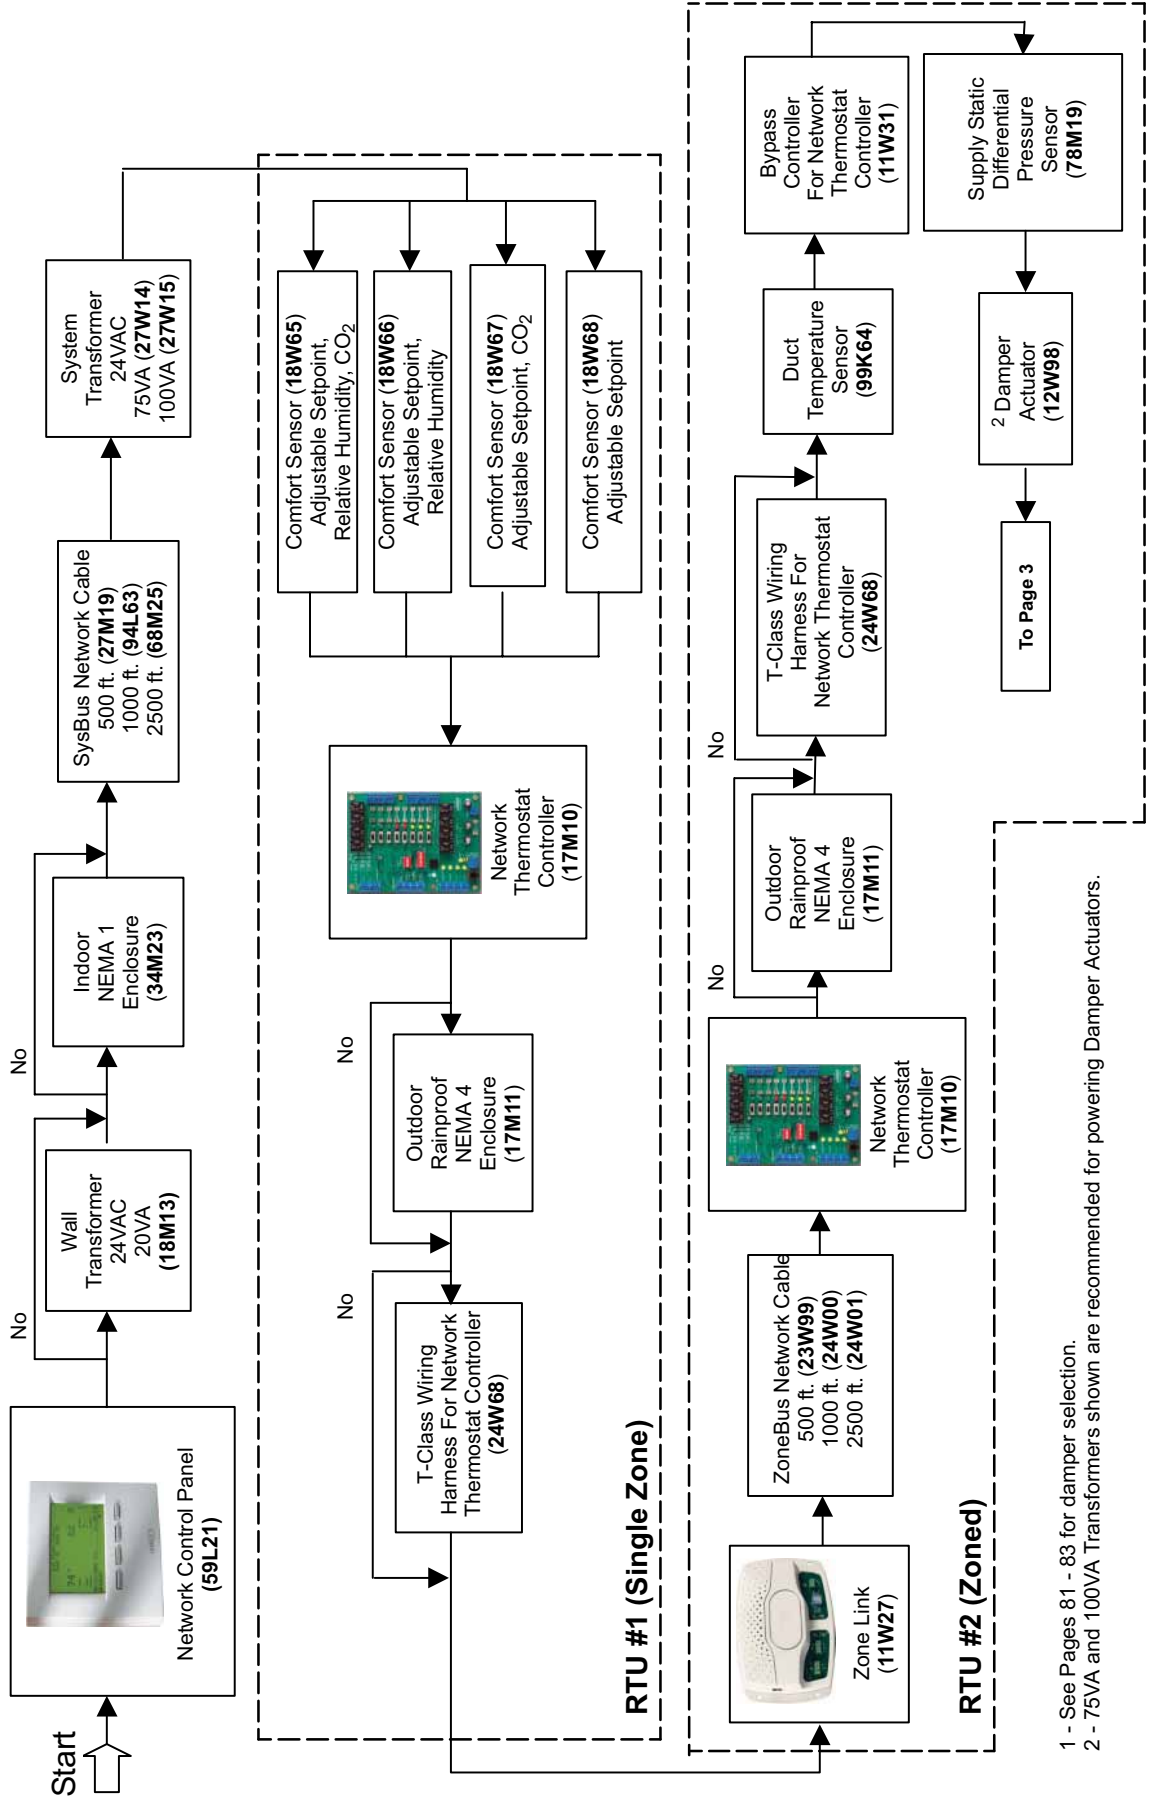 Start
Network Control Panel
(59L21)
No
Wall
Transformer
24VAC
20VA
(18M13)
No
Indoor
NEMA 1
Enclosure
(34M23)
SysBus Network Cable
500 ft. (27M19)
1000 ft. (94L63)
2500 ft. (68M25)
System
Transformer
24VAC
75VA (27W14)
100VA (27W15)
Comfort Sensor (18W65)
Adjustable Setpoint,
Relative Humidity, CO2
Comfort Sensor (18W66)
Adjustable Setpoint,
Relative Humidity
Comfort Sensor (18W67)
Adjustable Setpoint, CO2
Comfort Sensor (18W68)
Adjustable Setpoint
Network
Thermostat
Controller
(17M10)
No
Outdoor
Rainproof
NEMA 4
Enclosure
(17M11)
No
T-Class Wiring
Harness For Network
Thermostat Controller
(24W68)
RTU #1 (Single Zone)
Zone Link
(11W27)
ZoneBus Network Cable
500 ft. (23W99)
1000 ft. (24W00)
2500 ft. (24W01)
Network
Thermostat
Controller
(17M10)
No
Outdoor
Rainproof
NEMA 4
Enclosure
(17M11)
No
T-Class Wiring
Harness For
Network Thermostat
Controller
(24W68)
Duct
Temperature
Sensor
(99K64)
Bypass
Controller
For Network
Thermostat
Controller
(11W31)
Supply Static
Differential
Pressure
Sensor
(78M19)
2 Damper
Actuator
(12W98)
To Page 3
RTU #2 (Zoned)
1 - See Pages 81 - 83 for damper selection.
2 - 75VA and 100VA Transformers shown are recommended for powering Damper Actuators.